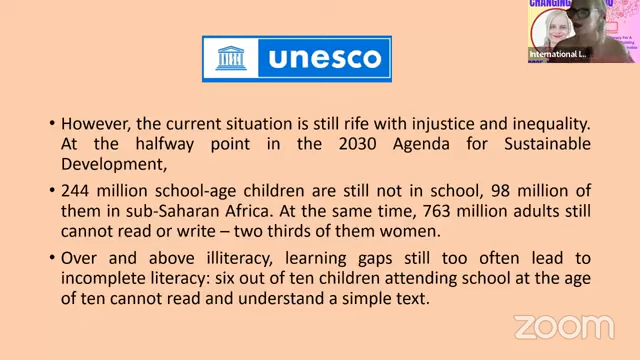 CHANGING
International L...
unesco
• However, the current situation is still rife with injustice and inequality.
At the halfway point in the 2030 Agenda for Sustainable
Development,
• 244 million school-age children are still not in school, 98 million of
them in sub-Saharan Africa. At the same time, 763 million adults still
cannot read or write – two thirds of them women.
• Over and above illiteracy, learning gaps still too often lead to
incomplete literacy: six out of ten children attending school at the age
of ten cannot read and understand a simple text.
zoom